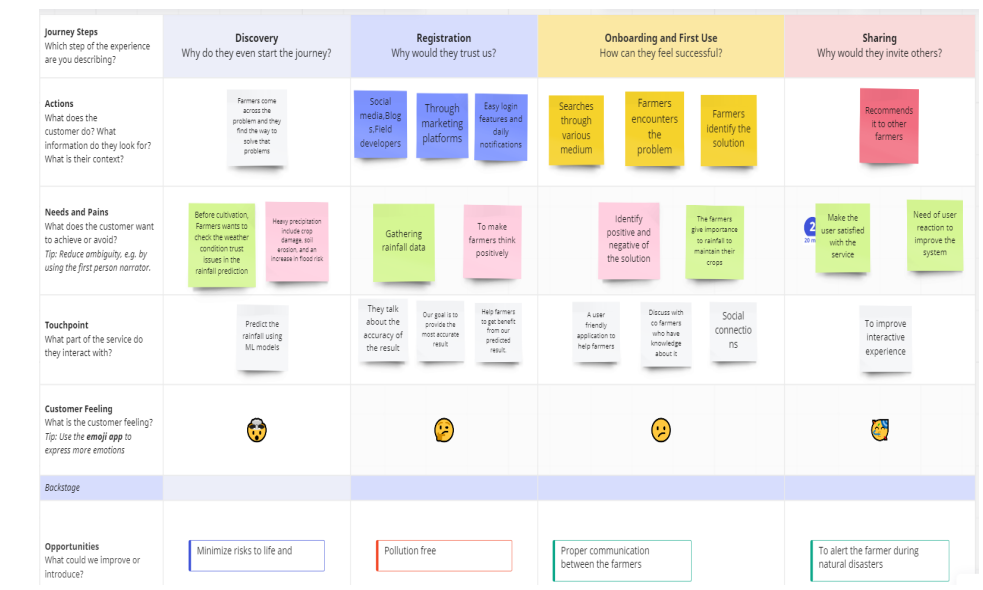 Journey Steps
Which step of the experience
are you describing?
Discovery
Why do they even start the journey?
Registration
Why would they trust us?
Onboarding and First Use
How can they feel successful?
Sharing
Why would they invite others?
Actions
What does the
customer do? What
information do they look for?
What is their context?
Farmers come
across the
problem and they
find the way to
solve that
problems
Social
media,Blog
s,Field
developers
Through
marketing
platforms
Easy login
features and
daily
notifications
Searches
through
various
medium
Farmers
encounters
the
problem
Farmers
identify the
solution
Recommends
it to other
farmers
Needs and Pains
What does the customer want
to achieve or avoid?
Tip: Reduce ambiguity, e.g. by
using the first person narrator.
Before cultivation,
Farmers wants to
check the weather
condition trust
issues in the
rainfall prediction
Heavy precipitation
include crop
damage, soil
erosion, and an
increase in flood risk
Gathering
rainfall data
To make
farmers think
positively
Identify
positive and
negative of
the solution
The farmers
give importance
to rainfall to
maintain their
crops
2
20 m
Make the
user satisfied
with the
service
Need of user
reaction to
improve the
system
Touchpoint
What part of the service do
they interact with?
Predict the
rainfall using
ML models
They talk
about the
accuracy of
the result
Our goal is to
provide the
most accurate
result
Help farmers
to get benefit
from our
predicted
result.
A user
friendly
application to
help farmers
Discuss with
co farmers
who have
knowledge
about it
Social
connectio
ns
To improve
interactive
experience
Customer Feeling
What is the customer feeling?
Tip: Use the emoji app to
express more emotions
Backstage
Opportunities
What could we improve or
introduce?
Minimize risks to life and
Pollution free
Proper communication
between the farmers
To alert the farmer during
natural disasters